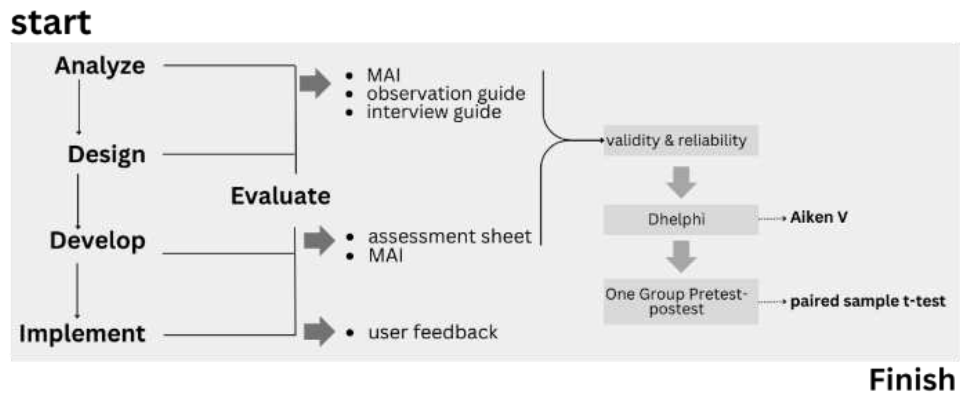 start
Analyze
Design
Develop
Implement
Evaluate
• MAI
• observation guide
• interview guide
• assessment sheet
• MAI
• user feedback
validity & reliability
Dhelphi
Aiken V
One Group Pretest-
postest
paired sample t-test
Finish